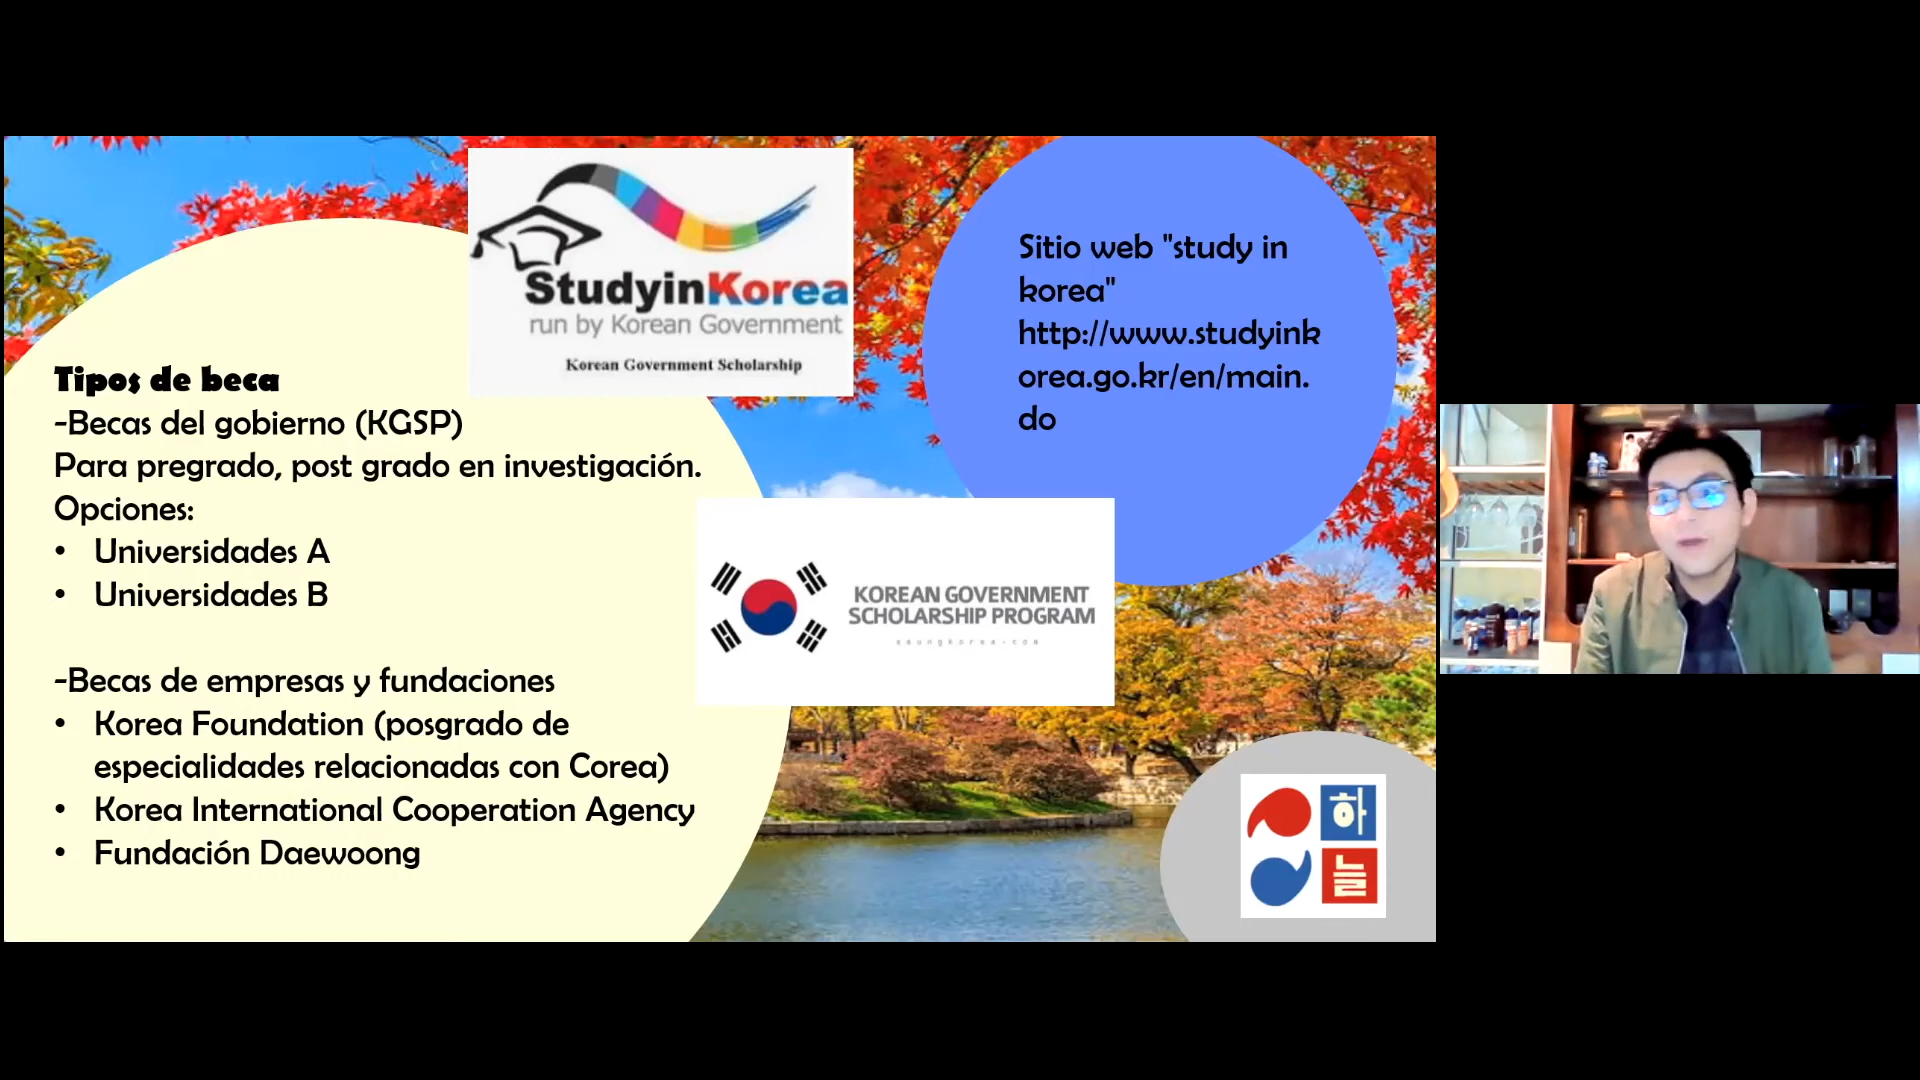 StudyinKorea
run by Korean Government
Korean Government Scholarship
Sitio web "study in
korea"
http://www.studyink
orea.go.kr/en/main.
do
Tipos de beca
-Becas del gobierno (KGSP)
Para pregrado, post grado en investigación.
Opciones:
• Universidades A
• Universidades B
-Becas de empresas y fundaciones
• Korea Foundation (posgrado de
especialidades relacionadas con Corea)
• Korea International Cooperation Agency
• Fundación Daewoong
KOREAN GOVERNMENT
SCHOLARSHIP PROGRAM
하
늘